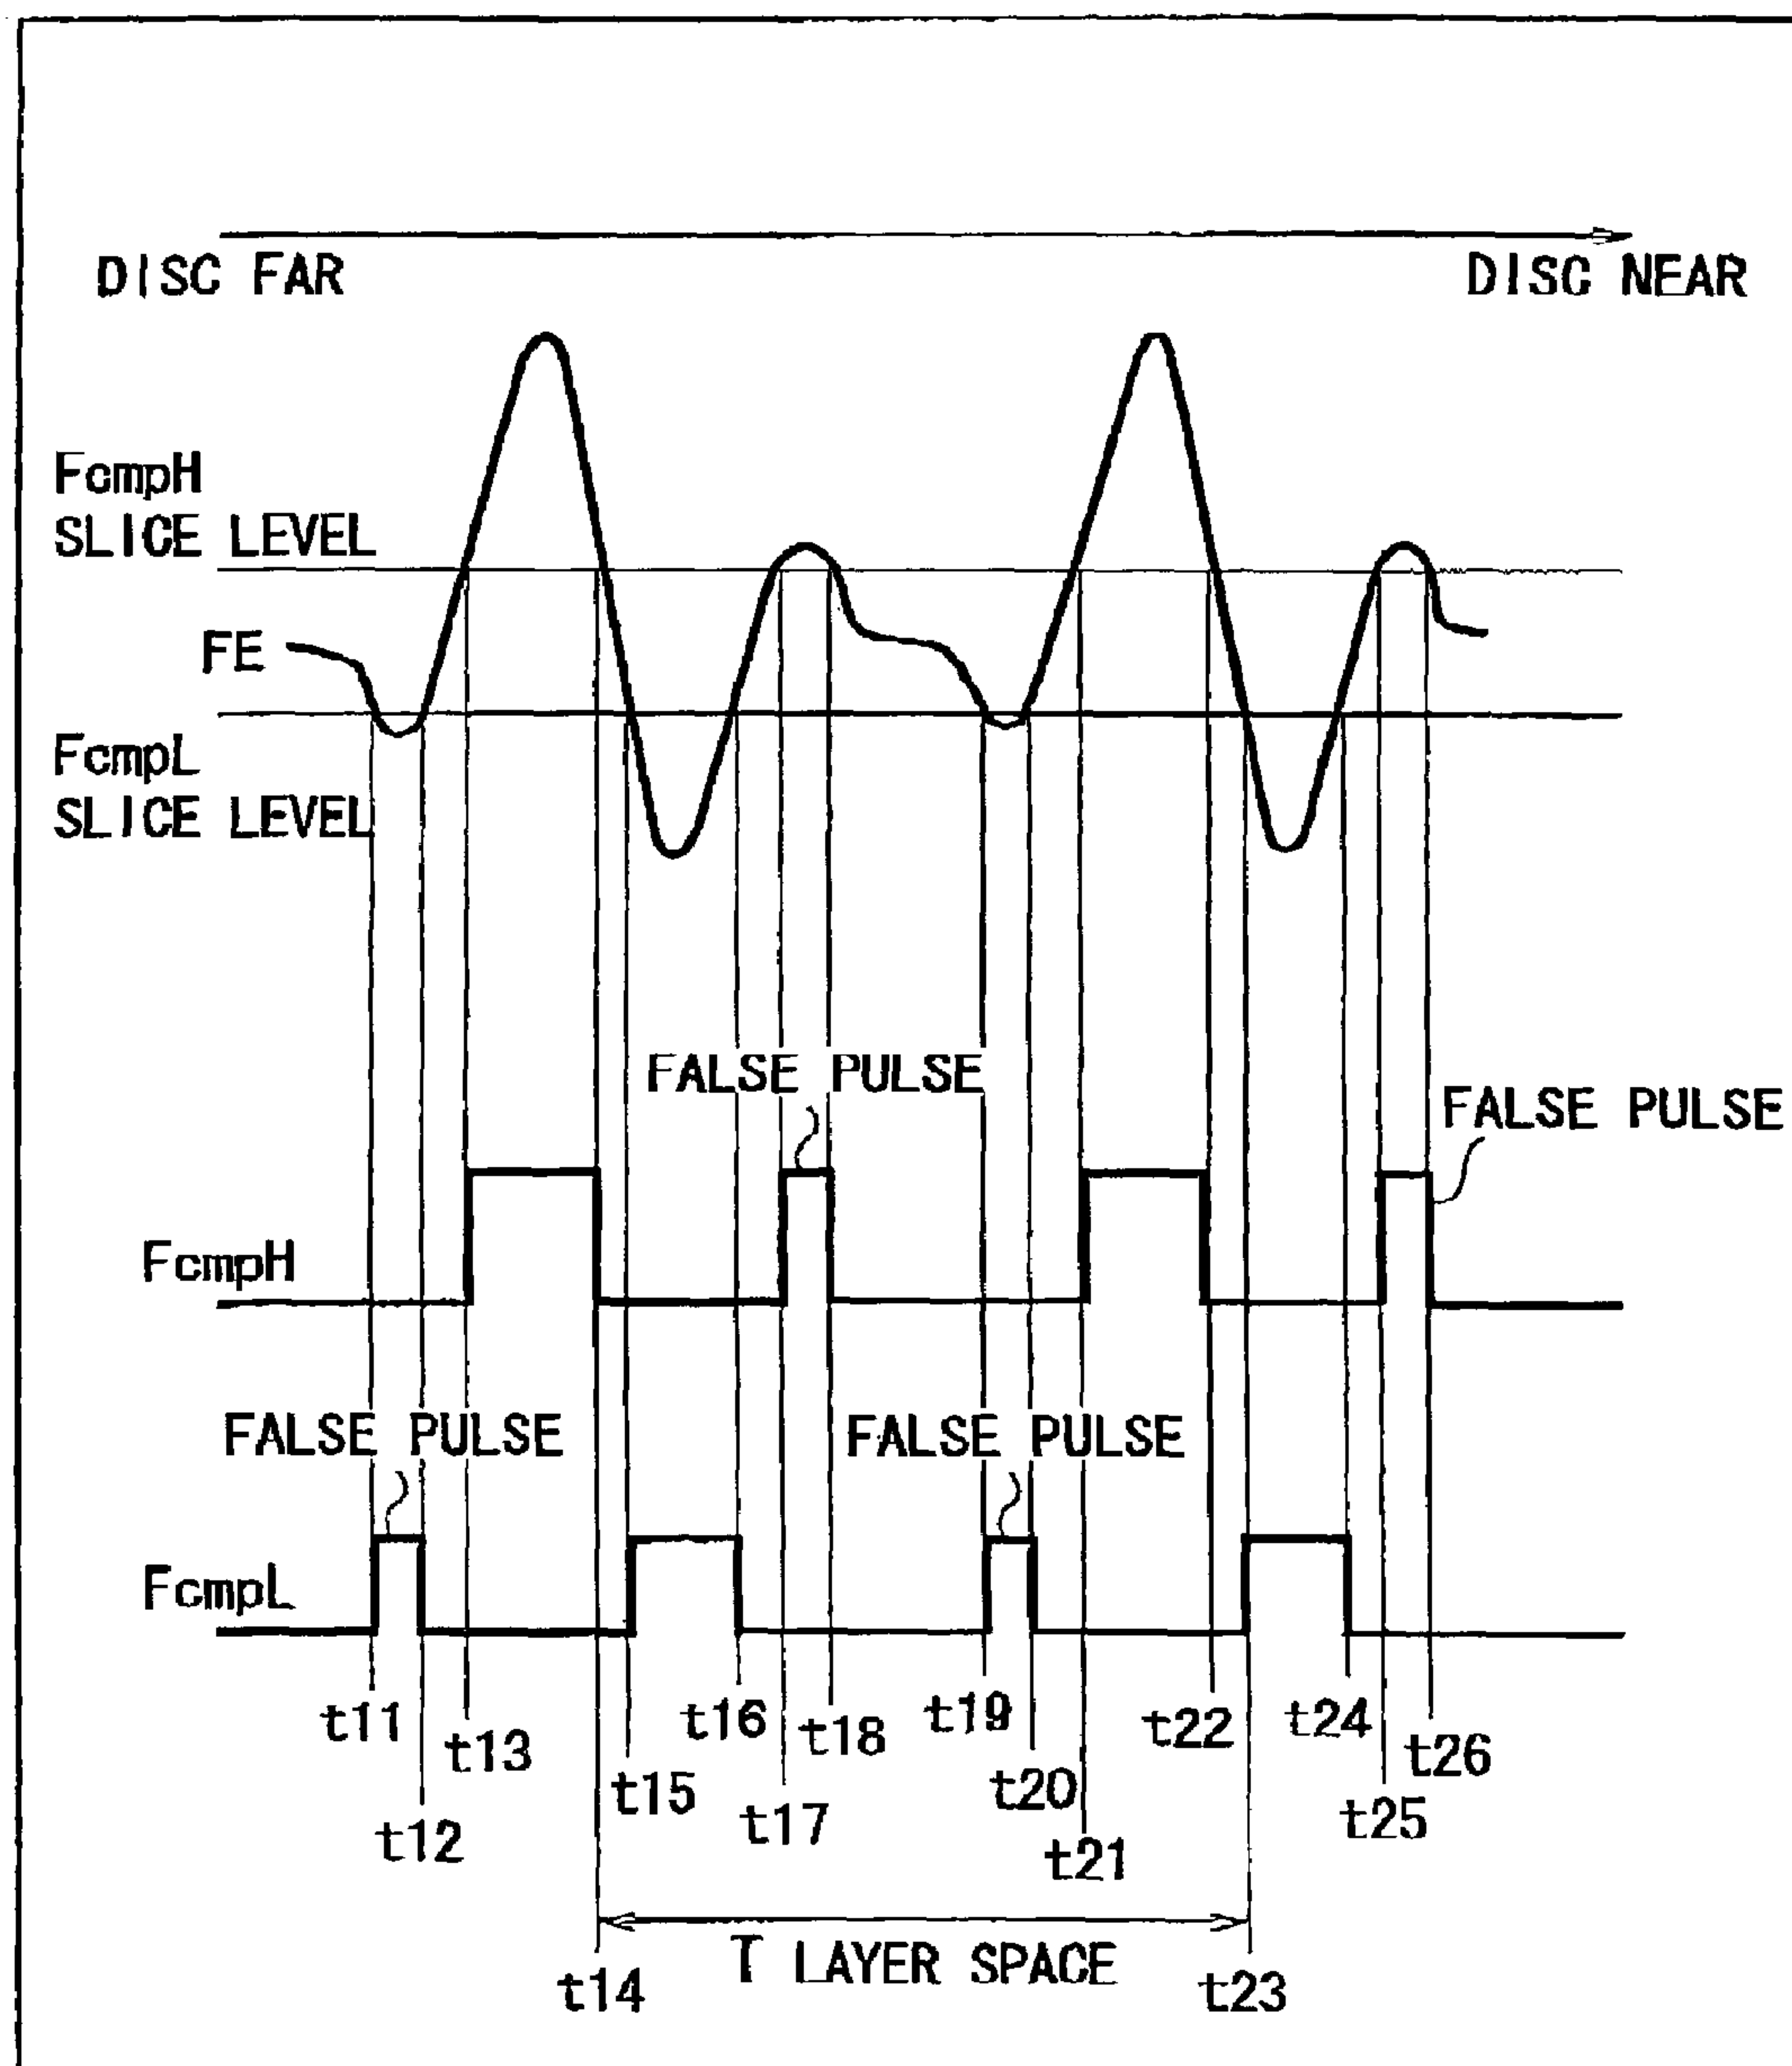 DISC FAR
DISC NEAR
FcmpH
SLICE LEVEL
FE
FcmpL
SLICE LEVEL
FALSE PULSE
FALSE PULSE
FcmpH
FALSE PULSE
FALSE PULSE
FcmpL
t11
t12
t13
t14
t15
t16
t17
t18
t19
t20
t21
t22
t23
t24
t25
t26
T LAYER SPACE